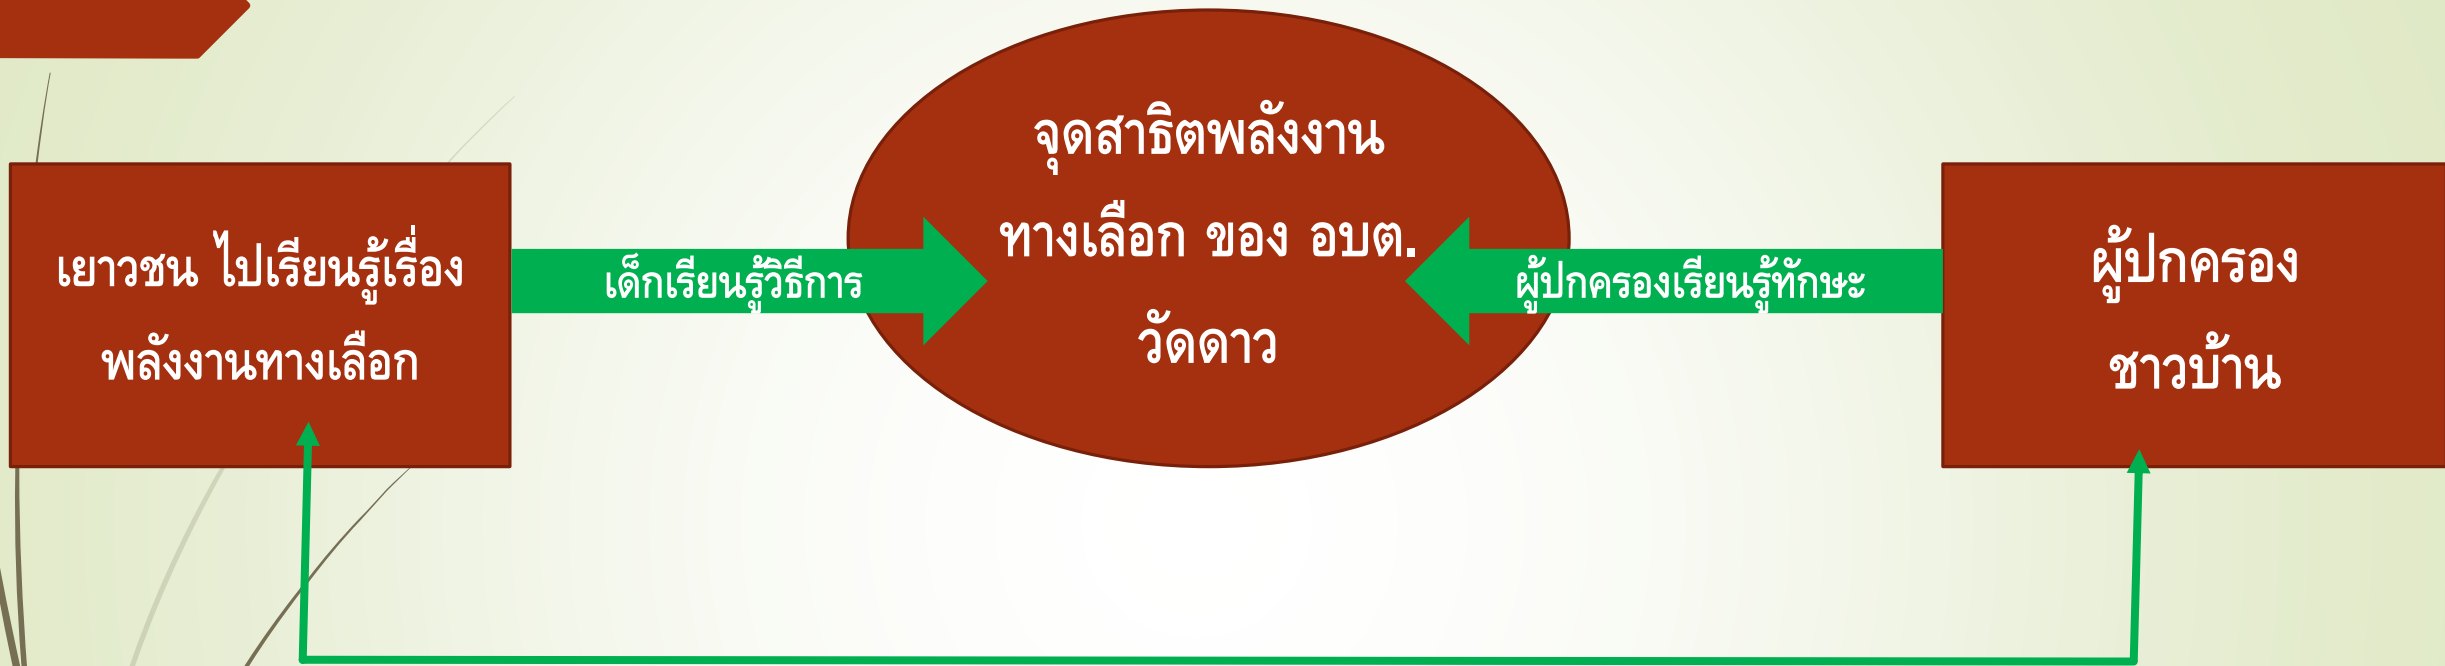 เยาวชน ไปเรียนรู้เรื่อง
พลังงานทางเลือก
เด็กเรียนรู้วิธีการ
จุดสาธิตพลังงาน
ทางเลือก ของ อบต.
วัดดาว
ผู้ปกครองเรียนรู้ทักษะ
ผู้ปกครอง
ชาวบ้าน